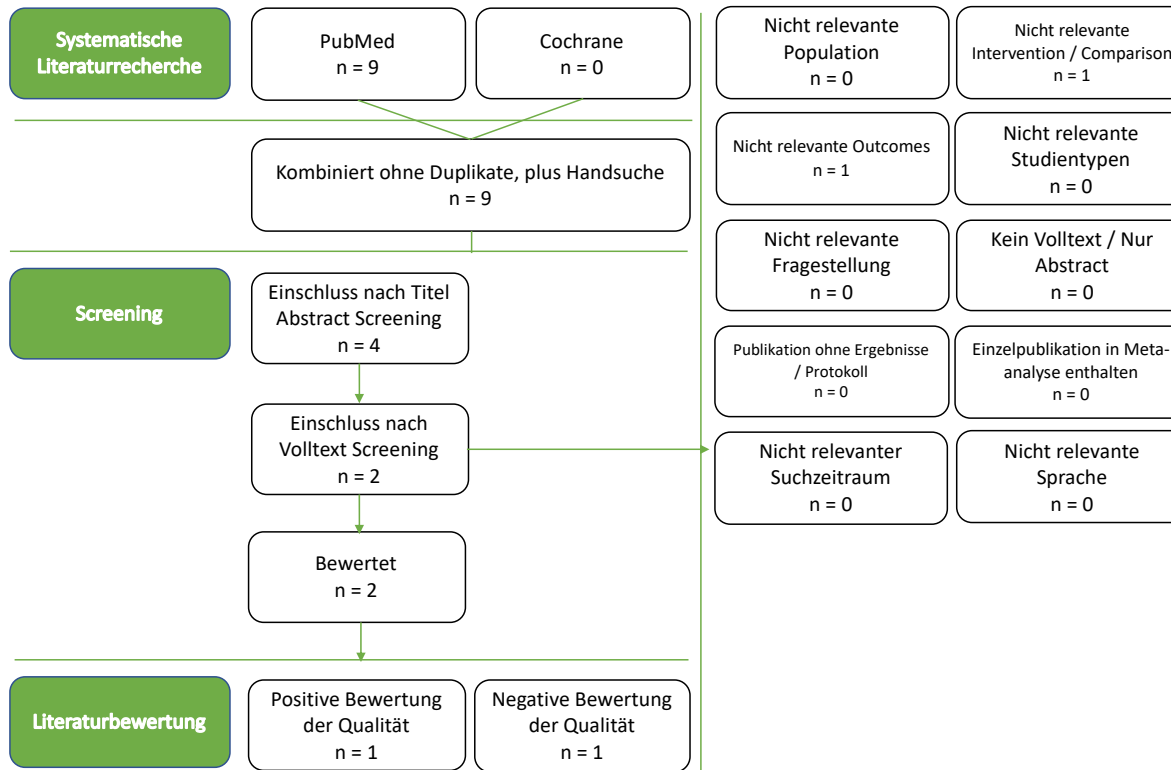 Systematische
Literaturrecherche
PubMed
n = 9
Cochrane
n = 0
Kombiniert ohne Duplikate, plus Handsuche
n = 9
Screening
Einschluss nach Titel
Abstract Screening
n = 4
Einschluss nach
Volltext Screening
n = 2
Bewertet
n = 2
Literaturbewertung
Positive Bewertung
der Qualität
n = 1
Negative Bewertung
der Qualität
n = 1
Nicht relevante
Population
n = 0
Nicht relevante
Intervention / Comparison
n = 1
Nicht relevante Outcomes
n = 1
Nicht relevante
Studientypen
n = 0
Nicht relevante
Fragestellung
n = 0
Kein Volltext / Nur
Abstract
n = 0
Publikation ohne Ergebnisse
/ Protokoll
n = 0
Einzelpublikation in Meta-
analyse enthalten
n = 0
Nicht relevanter
Suchzeitraum
n = 0
Nicht relevante
Sprache
n = 0